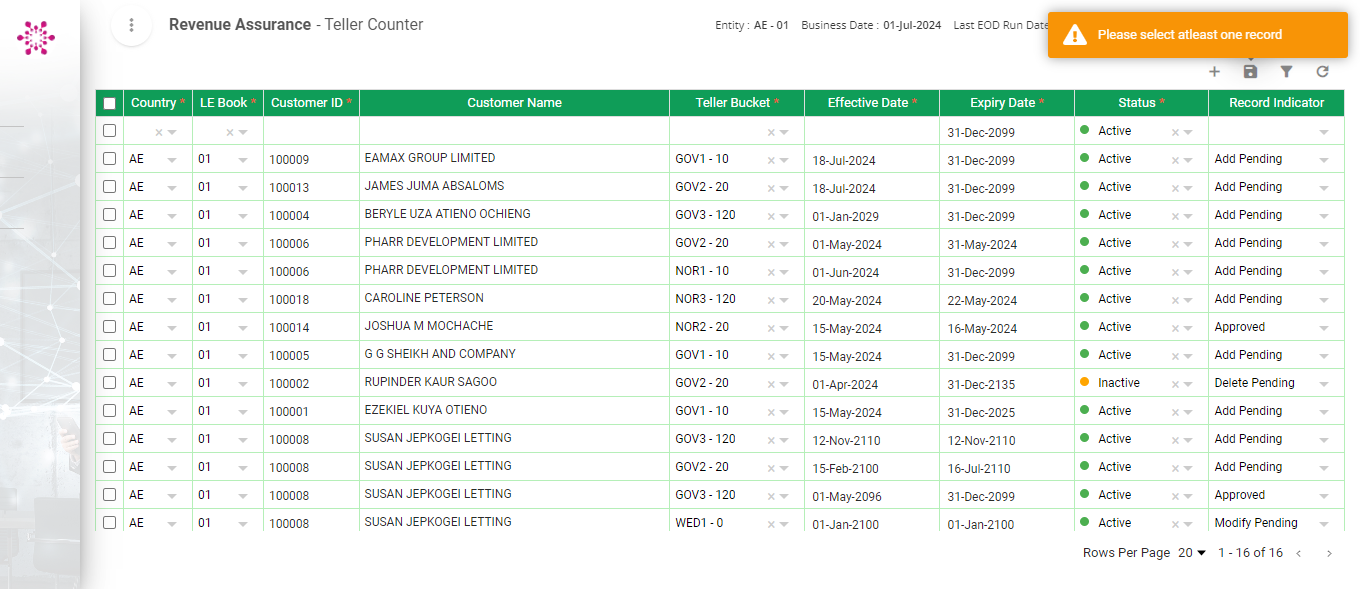 Revenue Assurance - Teller Counter
Entity : AE - 01 Business Date : 01-Jul-2024 Last EOD Run Date
Please select atleast one record
Country * LE Book * Customer ID * Customer Name Teller Bucket * Effective Date * Expiry Date * Status * Record Indicator
31-Dec-2099 Active
AE 01 100009 EAMAX GROUP LIMITED GOV1 - 10 18-Jul-2024 31-Dec-2099 Active Add Pending
AE 01 100013 JAMES JUMA ABSALOMS GOV2 - 20 18-Jul-2024 31-Dec-2099 Active Add Pending
AE 01 100004 BERYLE UZA ATIENO OCHIENG GOV3 - 120 01-Jan-2029 31-Dec-2099 Active Add Pending
AE 01 100006 PHARR DEVELOPMENT LIMITED GOV2 - 20 01-May-2024 31-May-2024 Active Add Pending
AE 01 100006 PHARR DEVELOPMENT LIMITED NOR1 - 10 01-Jun-2024 31-Dec-2099 Active Add Pending
AE 01 100018 CAROLINE PETERSON NOR3 - 120 20-May-2024 22-May-2024 Active Add Pending
AE 01 100014 JOSHUA M MOCHACHE NOR2 - 20 15-May-2024 16-May-2024 Active Approved
AE 01 100005 G G SHEIKH AND COMPANY GOV1 - 10 15-May-2024 31-Dec-2099 Active Add Pending
AE 01 100002 RUPINDER KAUR SAGOO GOV2 - 20 01-Apr-2024 31-Dec-2135 Inactive Delete Pending
AE 01 100001 EZEKIEL KUYA OTIENO GOV1 - 10 15-May-2024 31-Dec-2025 Active Add Pending
AE 01 100008 SUSAN JEPKOGEI LETTING GOV3 - 120 12-Nov-2110 12-Nov-2110 Active Add Pending
AE 01 100008 SUSAN JEPKOGEI LETTING GOV2 - 20 15-Feb-2100 16-Jul-2110 Active Add Pending
AE 01 100008 SUSAN JEPKOGEI LETTING GOV3 - 120 01-May-2096 31-Dec-2099 Active Approved
AE 01 100008 SUSAN JEPKOGEI LETTING WED1 - 0 01-Jan-2100 01-Jan-2100 Active Modify Pending
Rows Per Page 20 1 - 16 of 16